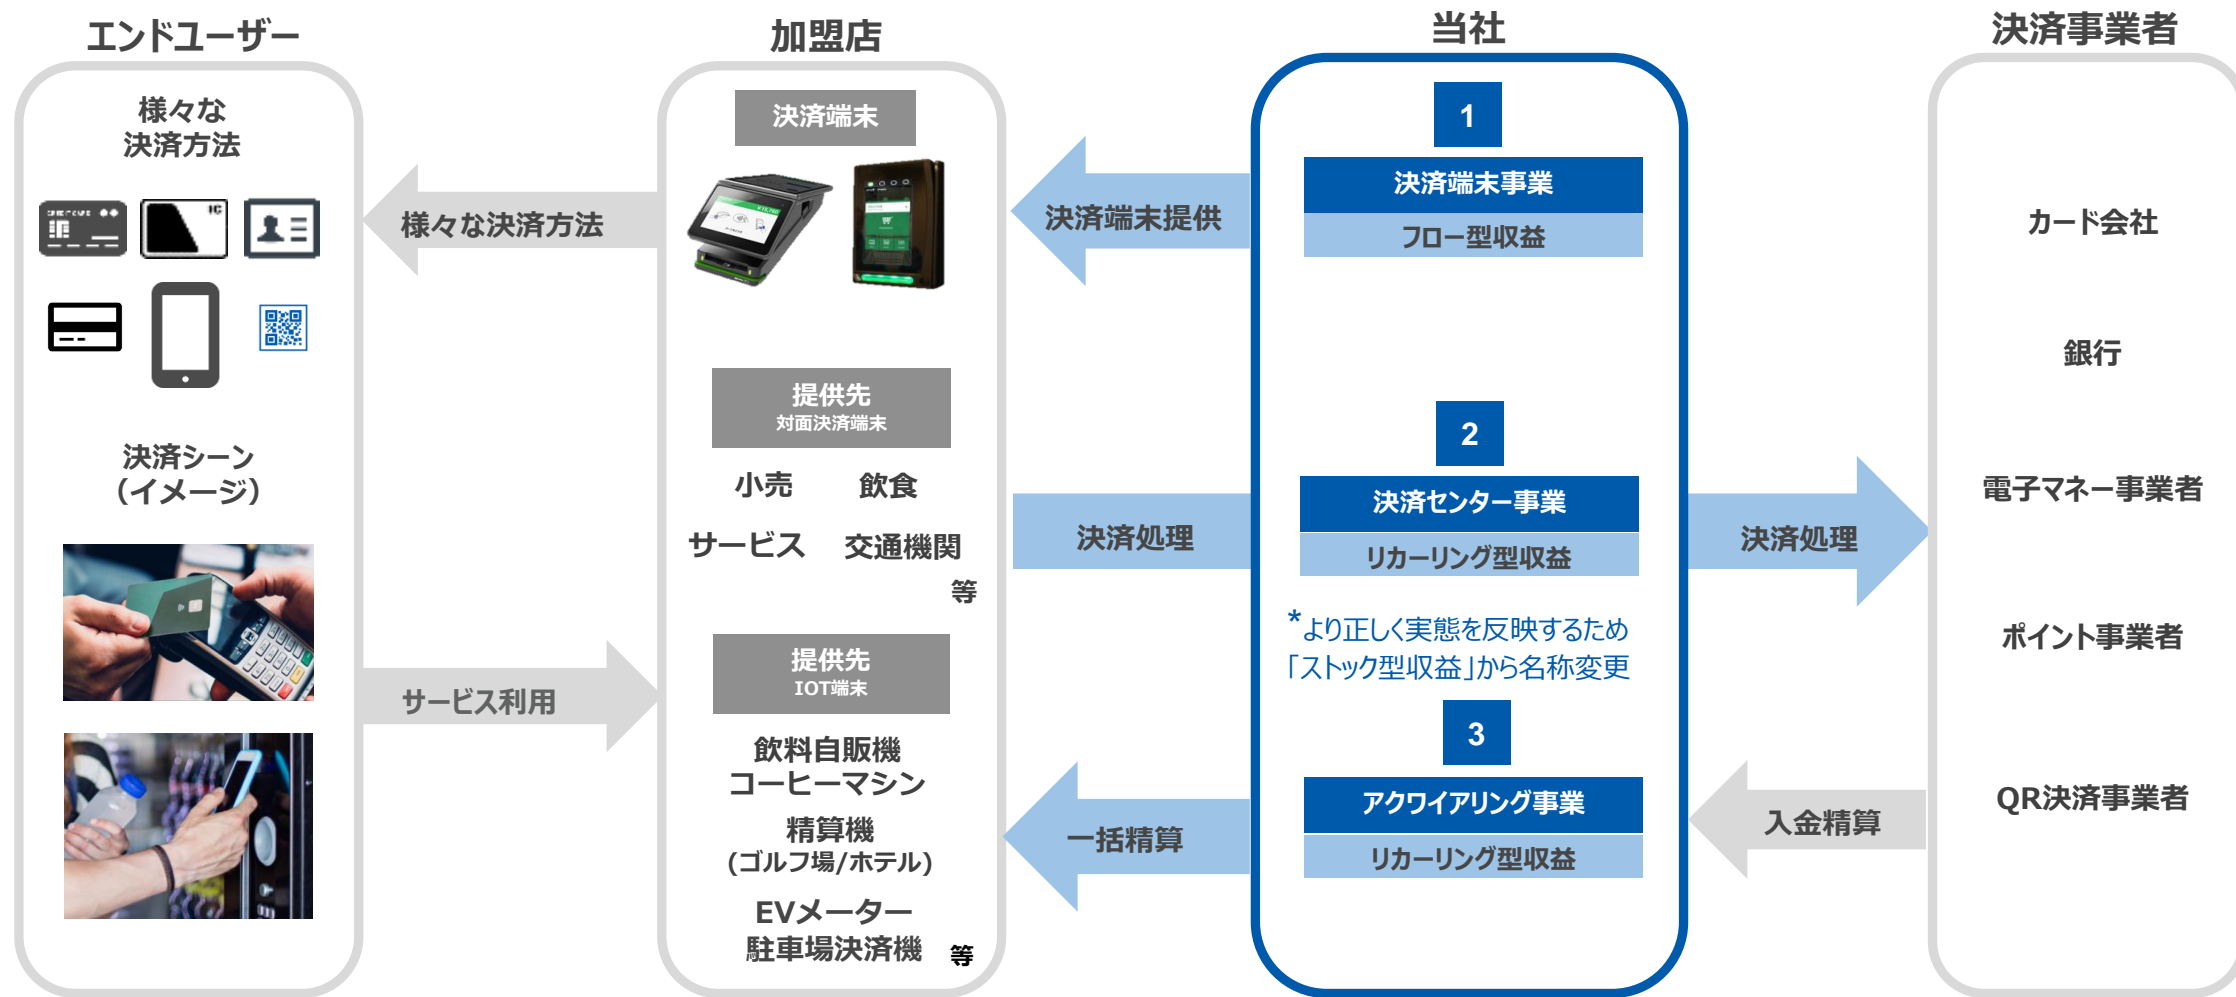 エンドユーザー
様々な
決済方法
IC
決済シーン
（イメージ）
様々な決済方法
サービス利用
加盟店
決済端末
提供先
対面決済端末
小売 飲食
サービス 交通機関
等
提供先
IOT端末
飲料自販機
コーヒーマシン
精算機
(ゴルフ場/ホテル)
EVメーター
駐車場決済機 等
決済端末提供
決済処理
一括精算
当社
1
決済端末事業
フロー型収益
2
決済センター事業
リカーリング型収益
*より正しく実態を反映するため
「ストック型収益」から名称変更
3
アクワイアリング事業
リカーリング型収益
決済処理
入金精算
決済事業者
カード会社
銀行
電子マネー事業者
ポイント事業者
QR決済事業者